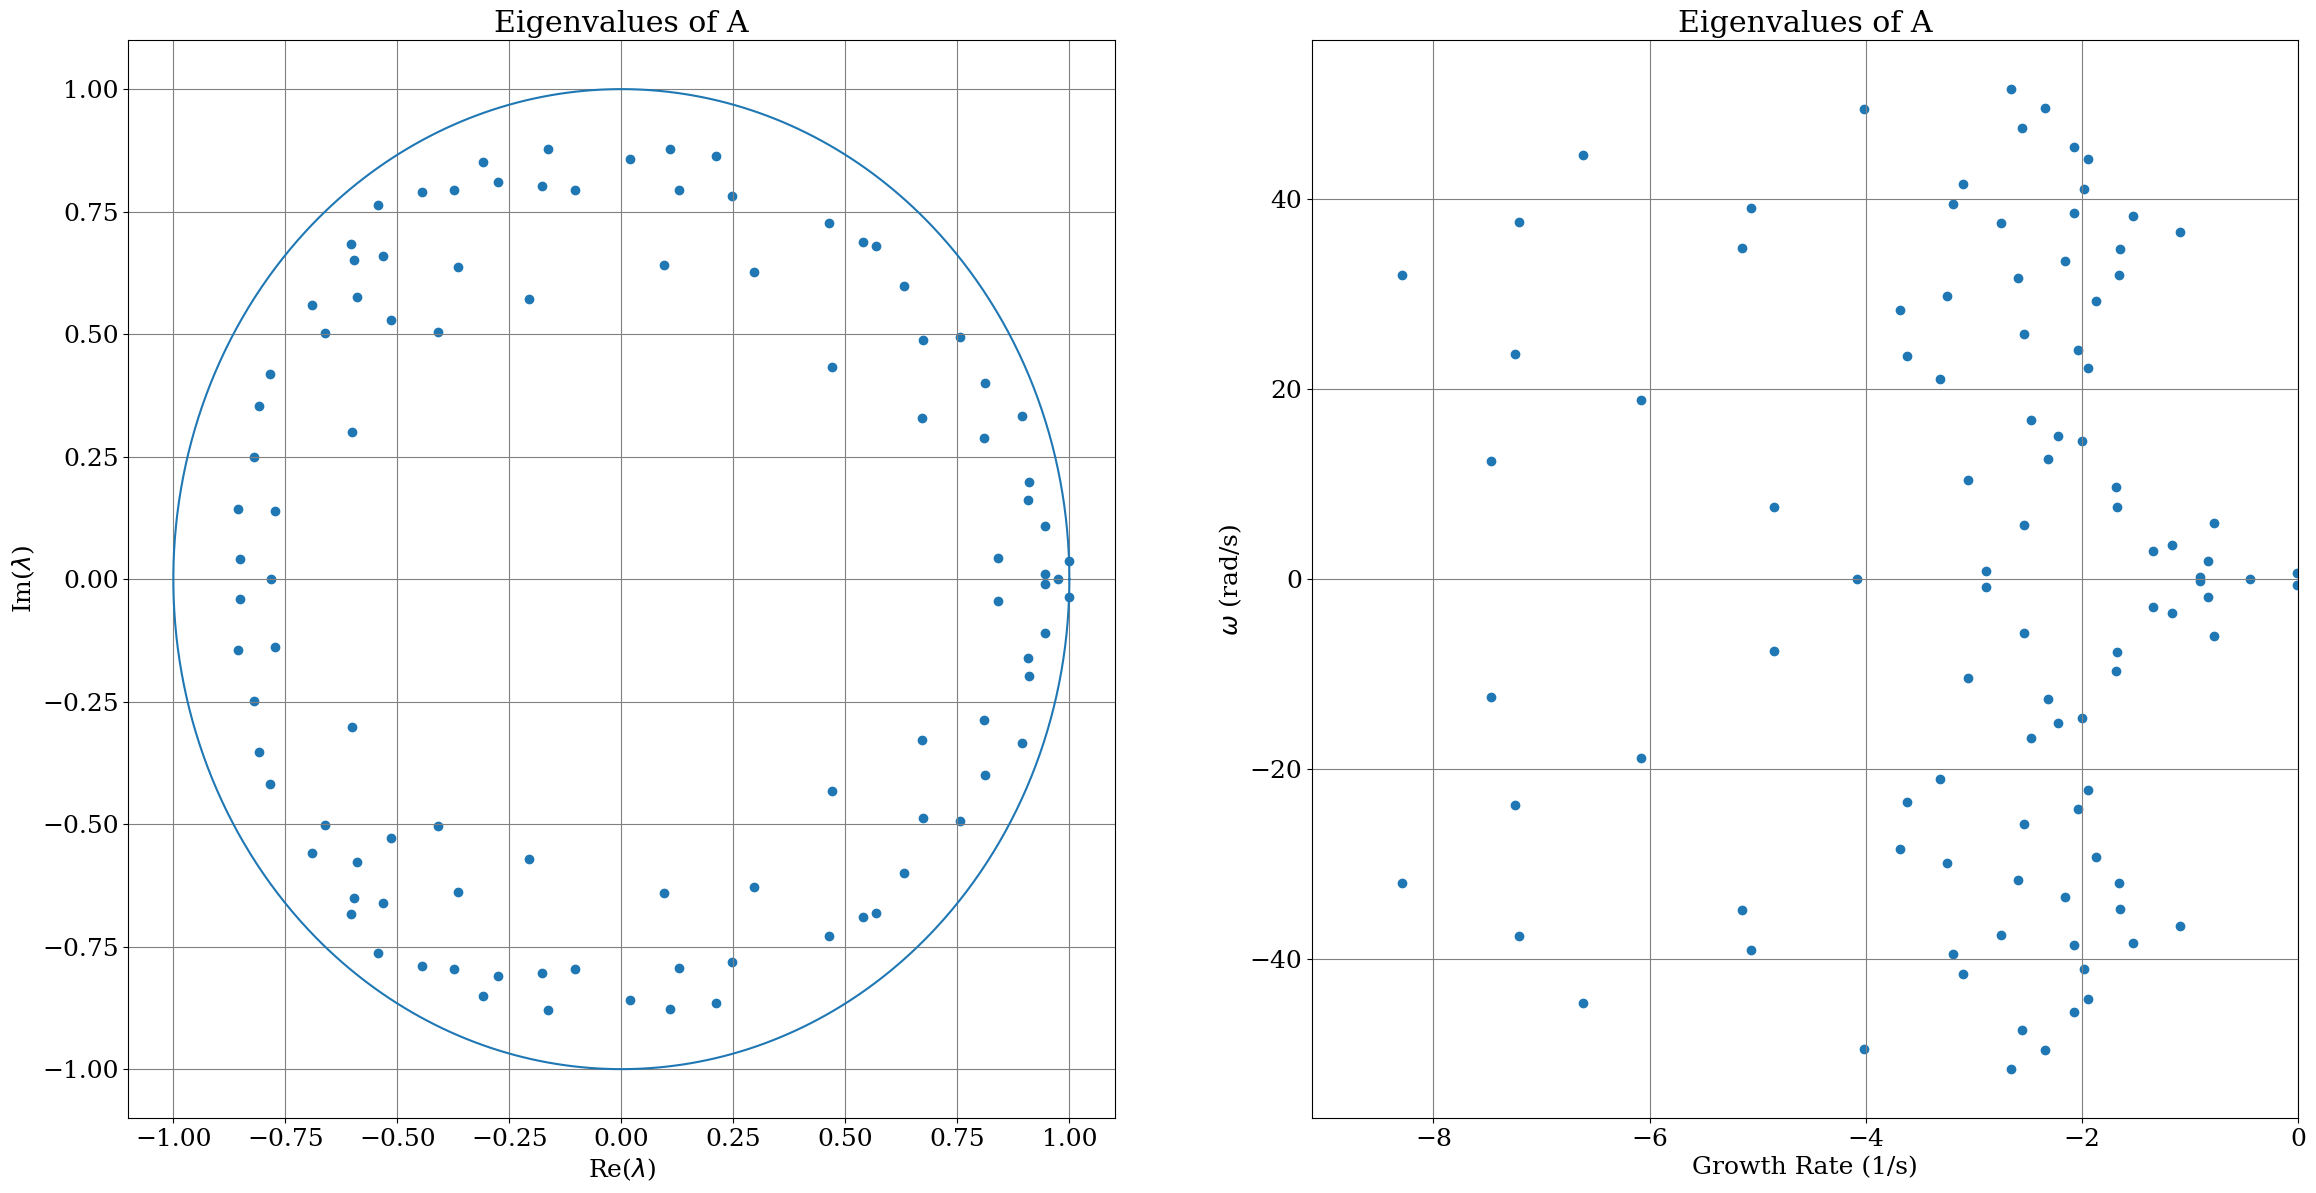 Eigenvalues of A
Im(λ)
1.00
0.75
0.50
0.25
0.00
−0.25
−0.50
−0.75
−1.00
−1.00 −0.75 −0.50 −0.25 0.00 0.25 0.50 0.75 1.00
Re(λ)
Eigenvalues of A
ω (rad/s)
40
20
0
−20
−40
−8 −6 −4 −2 0
Growth Rate (1/s)